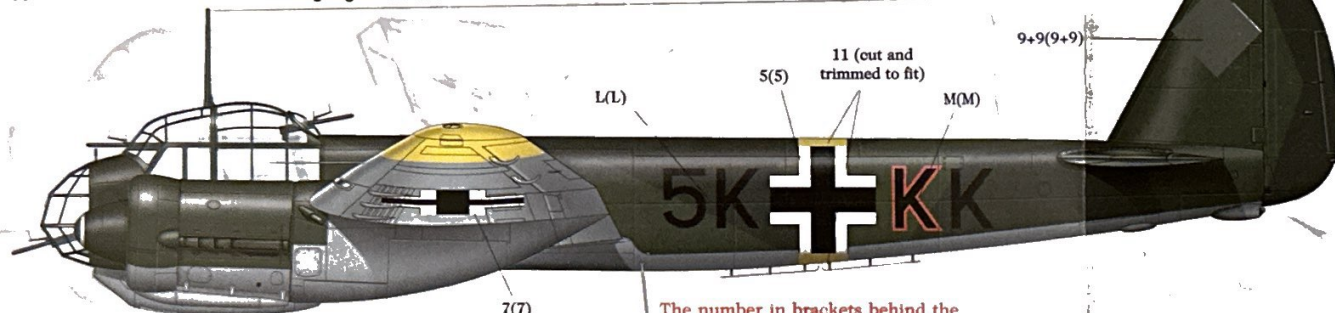 9+9(9+9)
11 (cut and
trimmed to fit)
5(5)
L(L)
M(M)
5K KK
7(7)
The number in brackets behind the